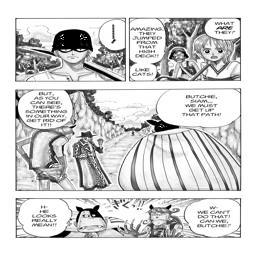 WHAT
ARE
THEY?
AMAZING.
THEY
JUMPED
FROM
THAT
HIGH
DECK!!
LIKE
CATS!
BUTCHIE,
SIAM...
WE MUST
GET UP
THAT PATH!
BUT,
AS YOU
CAN SEE,
THERE'S
SOMETHING
IN OUR WAY.
GET RID OF
IT!!
H-
HE
LOOKS
REALLY
MEAN!!
W-
WE CAN'T
DO THAT!
CAN WE,
BUTCHIE?